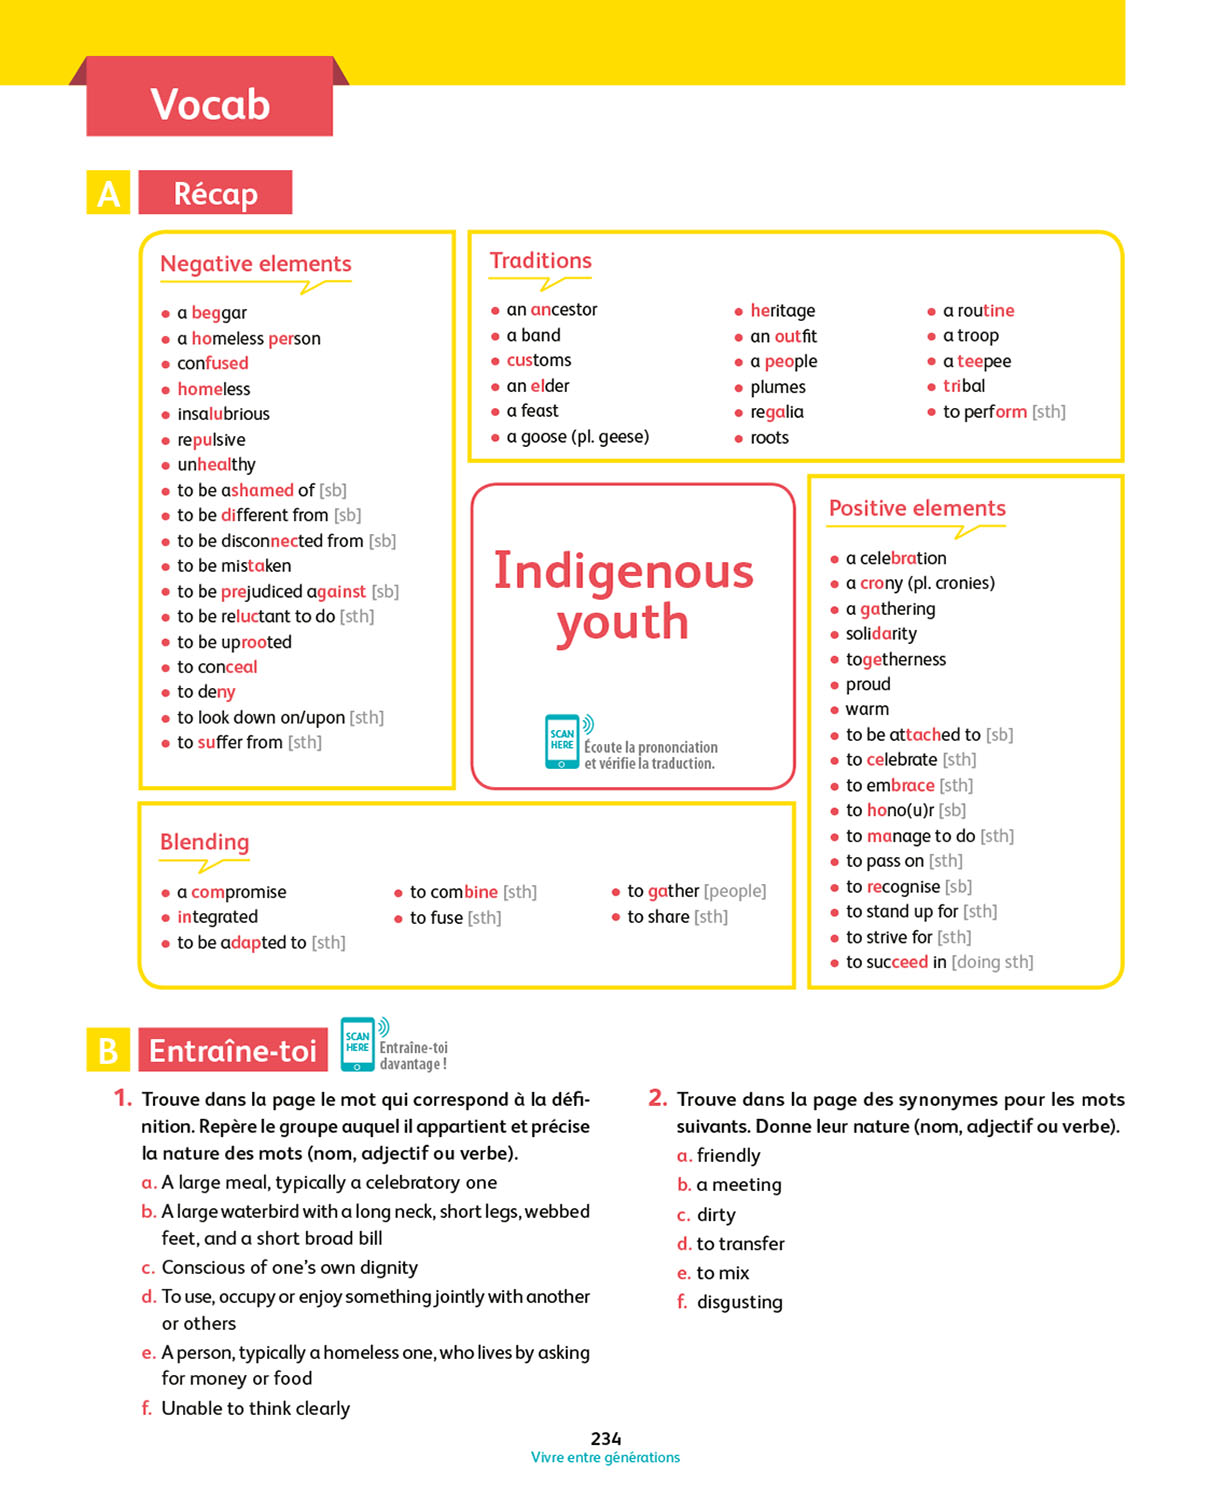 Vocab
A
Récap
Negative elements
• a beggar
• a homeless person
• confused
• homeless
• insalubrious
• repulsive
• unhealthy
• to be ashamed of [sb]
• to be different from [sb]
• to be disconnected from [sb]
• to be mistaken
• to be prejudiced against [sb]
• to be reluctant to do [sth]
• to be uprooted
• to conceal
• to deny
• to look down on/upon [sth]
• to suffer from [sth]
Traditions
• an ancestor
• a band
• customs
• an elder
• a feast
• a goose (pl. geese)
• heritage
• an outfit
• a people
• plumes
• regalia
• roots
• a routine
• a troop
• a teepee
• tribal
• to perform [sth]
Indigenous
youth
SCAN
HERE
Écoute la prononciation
et vérifie la traduction.
Positive elements
• a celebration
• a crony (pl. cronies)
• a gathering
• solidarity
• togetherness
• proud
• warm
• to be attached to [sb]
• to celebrate [sth]
• to embrace [sth]
• to hono(u)r [sb]
• to manage to do [sth]
• to pass on [sth]
• to recognise [sb]
• to stand up for [sth]
• to strive for [sth]
• to succeed in [doing sth]
Blending
• a compromise
• integrated
• to be adapted to [sth]
• to combine [sth]
• to fuse [sth]
• to gather [people]
• to share [sth]
B
Entraîne-toi
SCAN
HERE
Entraîne-toi
davantage !
1. Trouve dans la page le mot qui correspond à la défi-
nition. Repère le groupe auquel il appartient et précise
la nature des mots (nom, adjectif ou verbe).
a. A large meal, typically a celebratory one
b. A large waterbird with a long neck, short legs, webbed
feet, and a short broad bill
c. Conscious of one's own dignity
d. To use, occupy or enjoy something jointly with another
or others
e. A person, typically a homeless one, who lives by asking
for money or food
f. Unable to think clearly
2. Trouve dans la page des synonymes pour les mots
suivants. Donne leur nature (nom, adjectif ou verbe).
a. friendly
b. a meeting
c. dirty
d. to transfer
e. to mix
f. disgusting
234
Vivre entre générations